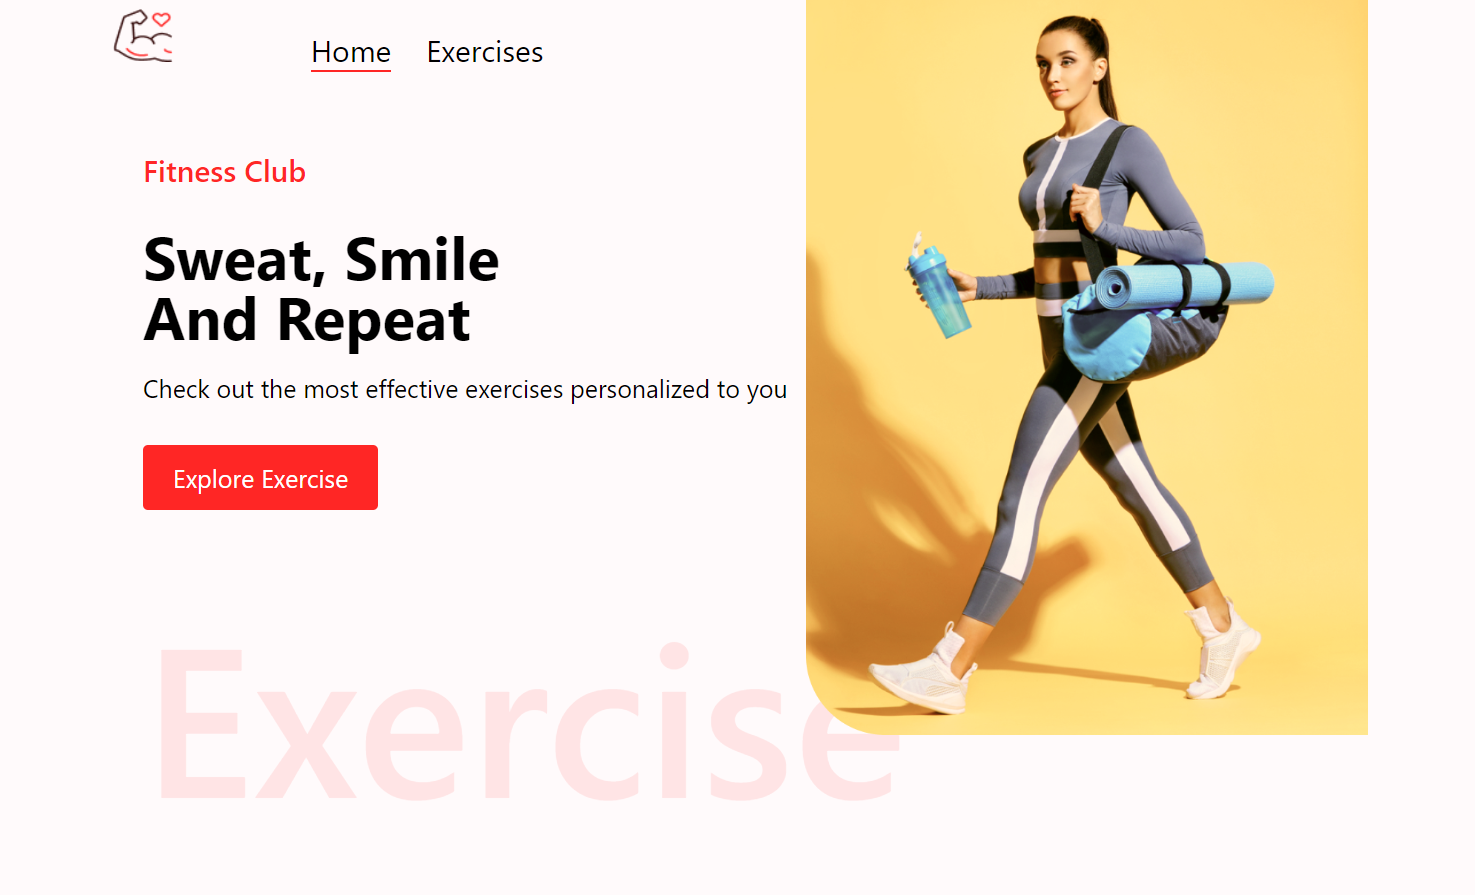 Home Exercises
Fitness Club
Sweat, Smile
And Repeat
Check out the most effective exercises personalized to you
Explore Exercise
Exercise